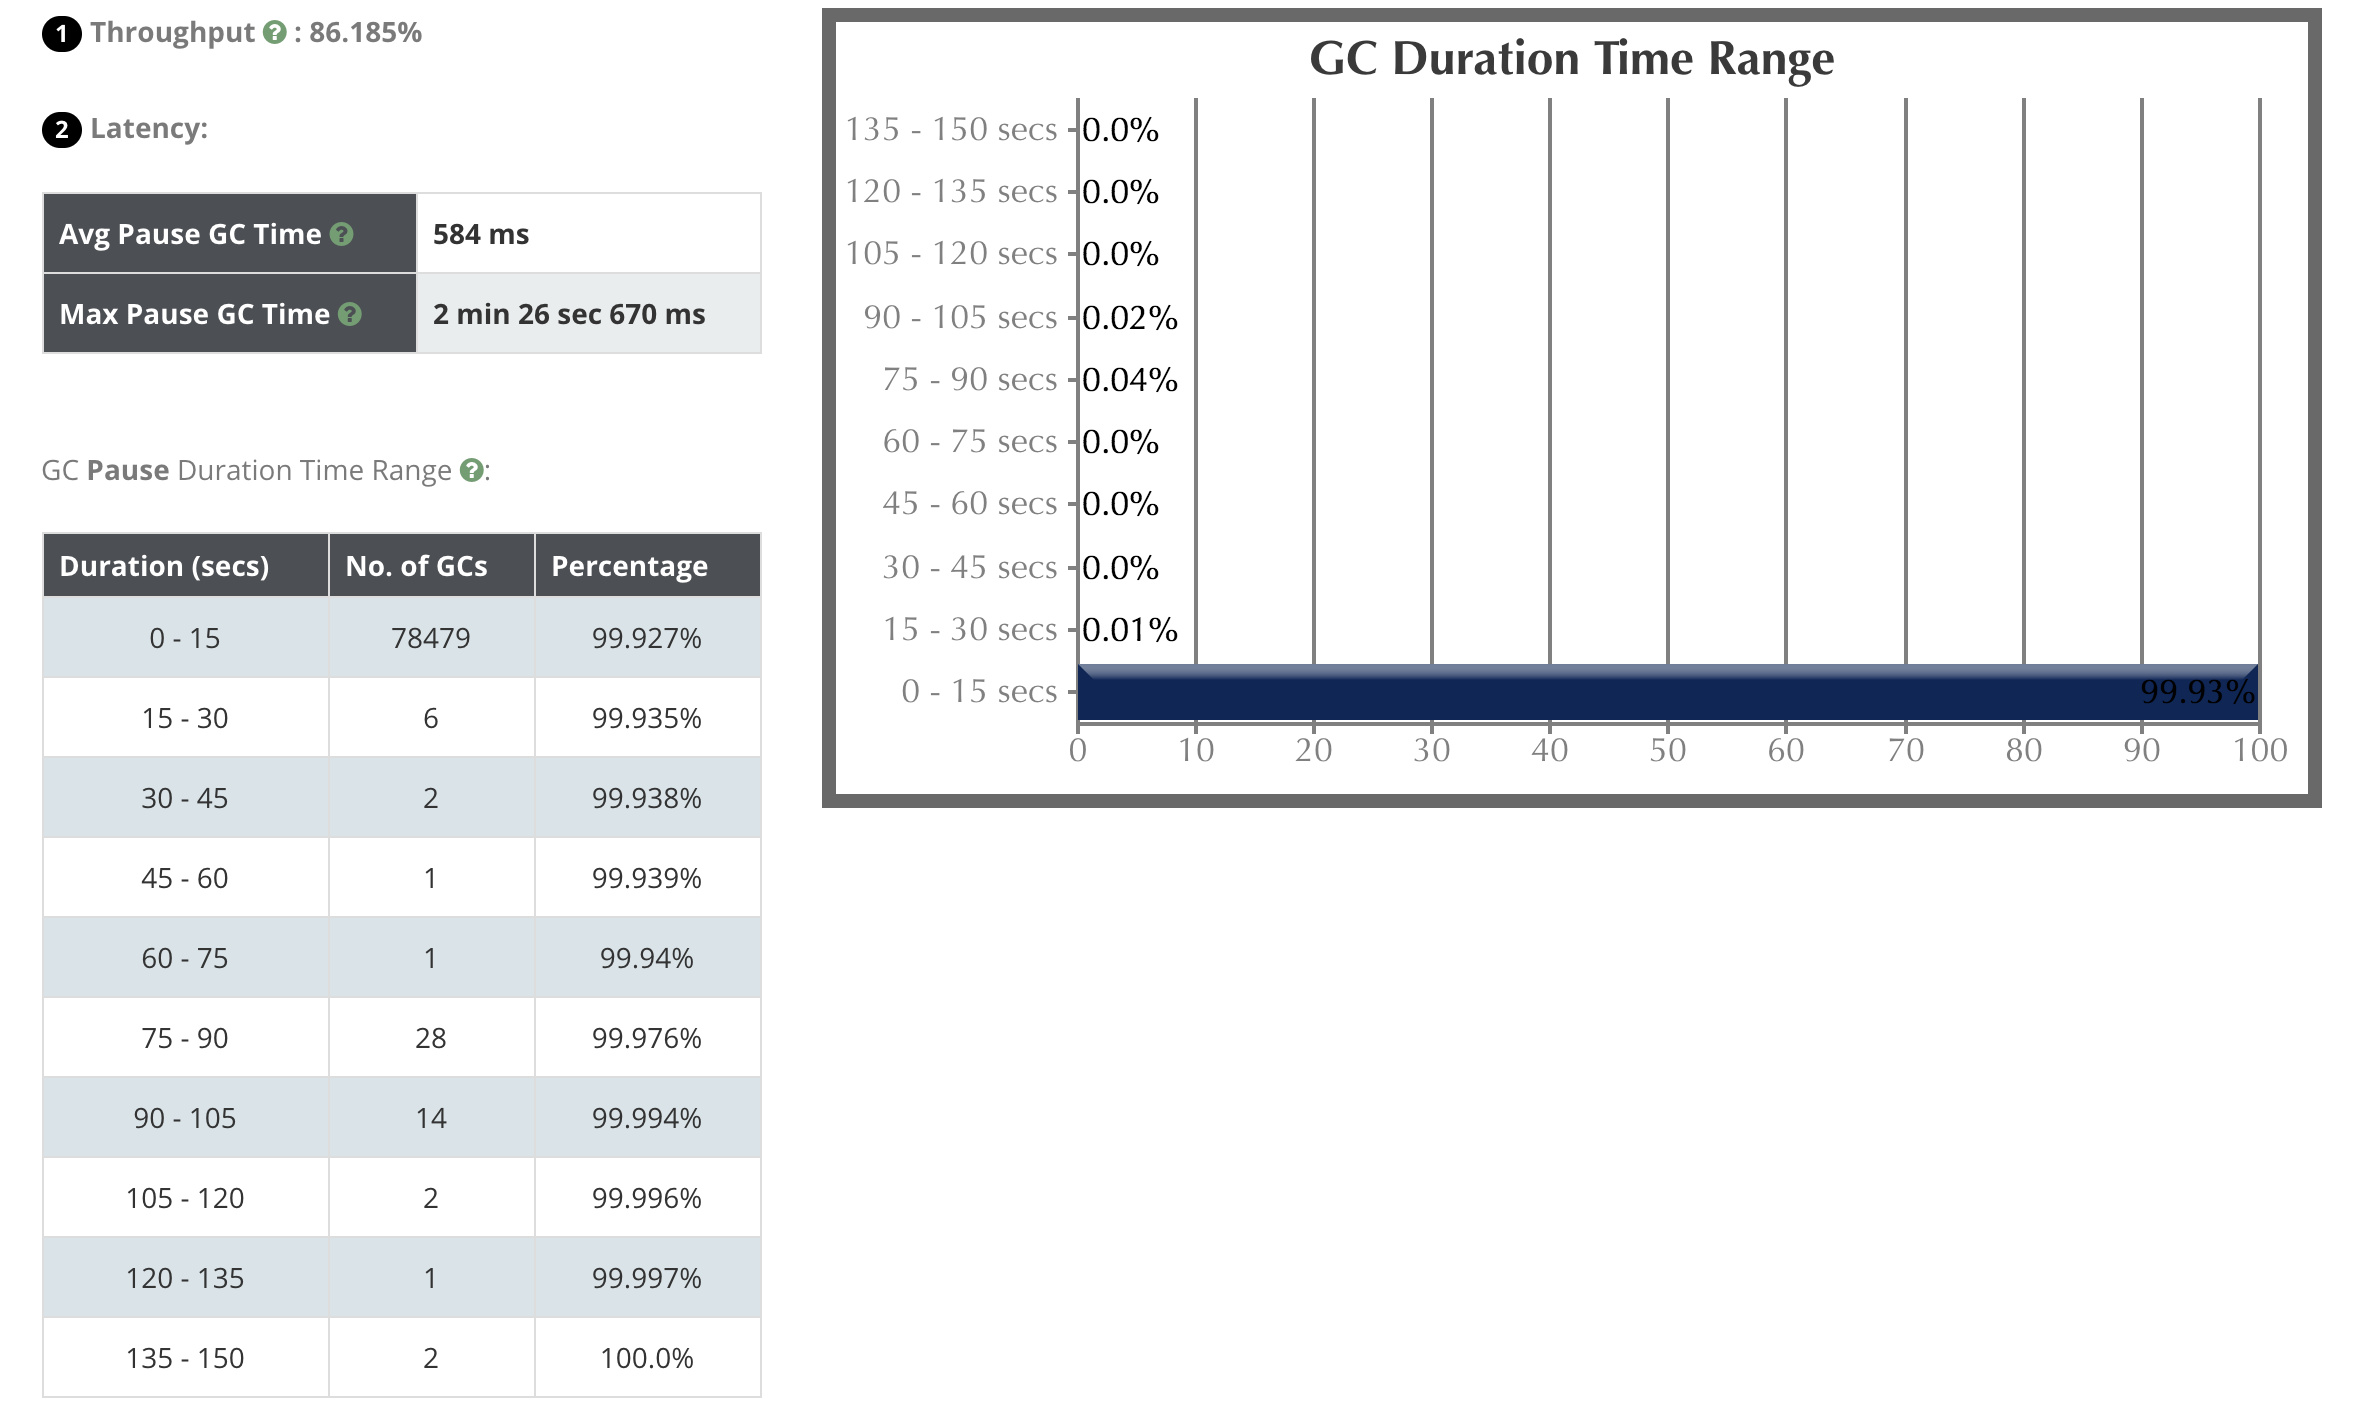 1 Throughput ? : 86.185%
2 Latency:
Avg Pause GC Time ? 584 ms
Max Pause GC Time ? 2 min 26 sec 670 ms
GC Pause Duration Time Range ?:
Duration (secs) No. of GCs Percentage
0 - 15 78479 99.927%
15 - 30 6 99.935%
30 - 45 2 99.938%
45 - 60 1 99.939%
60 - 75 1 99.94%
75 - 90 28 99.976%
90 - 105 14 99.994%
105 - 120 2 99.996%
120 - 135 1 99.997%
135 - 150 2 100.0%
GC Duration Time Range
135 - 150 secs 0.0%
120 - 135 secs 0.0%
105 - 120 secs 0.0%
90 - 105 secs 0.02%
75 - 90 secs 0.04%
60 - 75 secs 0.0%
45 - 60 secs 0.0%
30 - 45 secs 0.0%
15 - 30 secs 0.01%
0 - 15 secs 99.93%
0 10 20 30 40 50 60 70 80 90 100